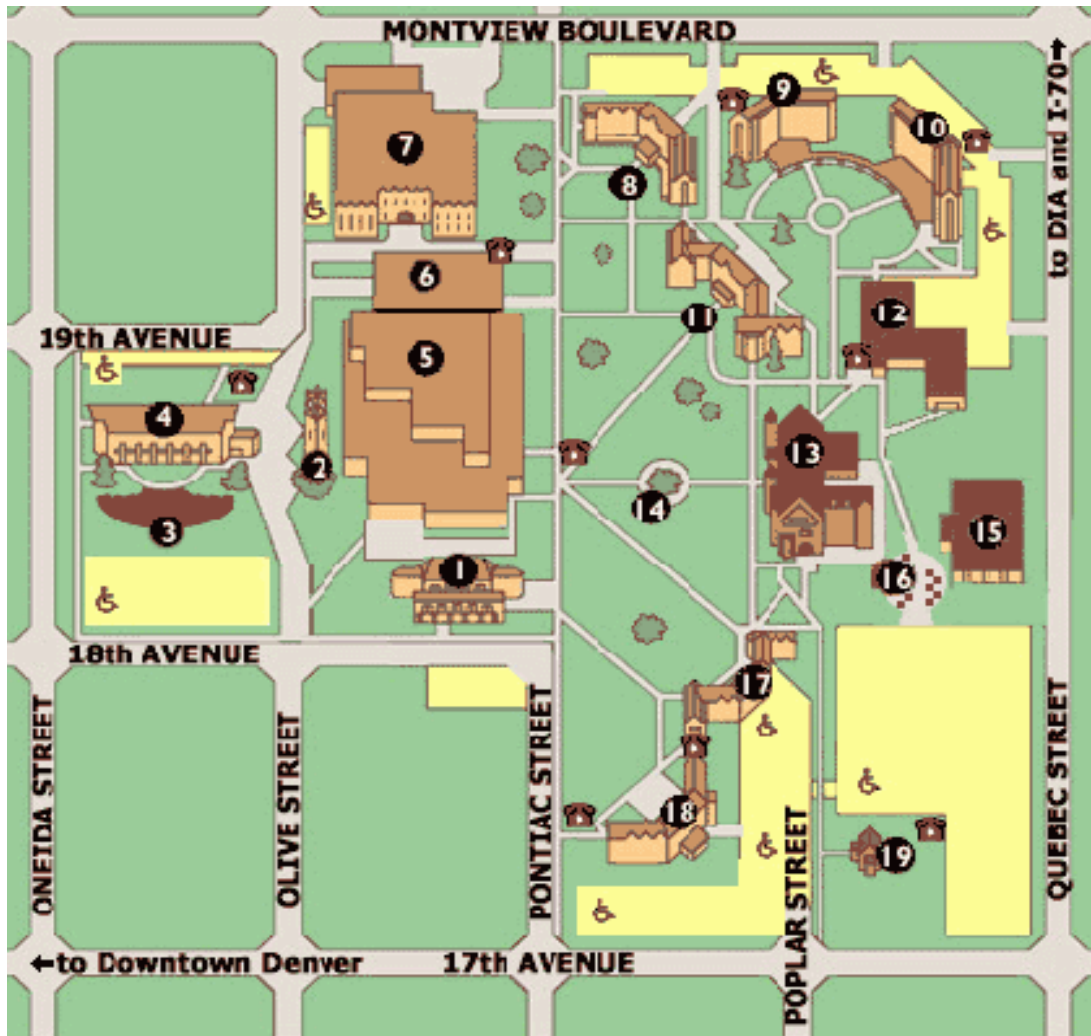 MONTVIEW BOULEVARD
to DIA and I-70
9
10
7
8
6
11
12
19th AVENUE
5
4
2
13
14
3
15
1
16
18th AVENUE
17
18
19
ONEIDA STREET
OLIVE STREET
PONTIAC STREET
POPLAR STREET
QUEBEC STREET
to Downtown Denver
17th AVENUE